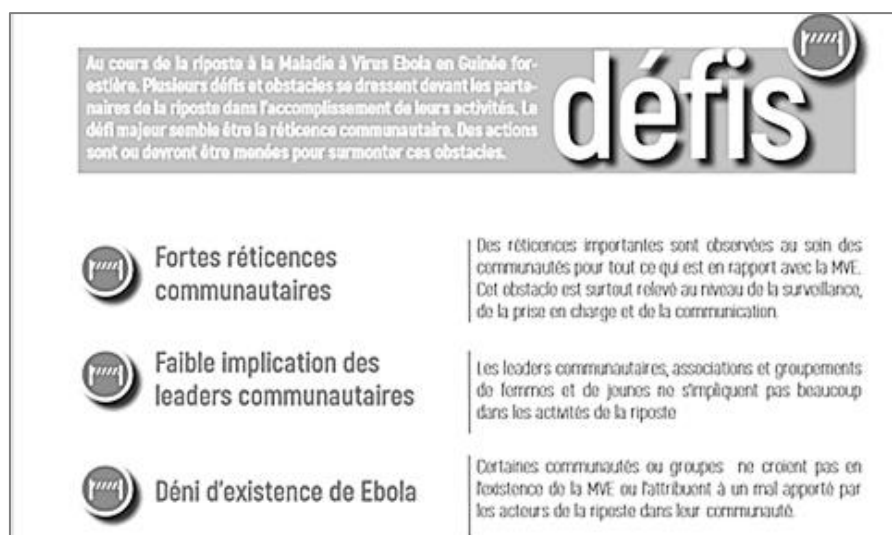 Au cours de la riposte à la Maladie à Virus Ebola en Guinée for-
estière. Plusieurs défis et obstacles se dressent devant les parte-
naires de la riposte dans l'accomplissement de leurs activités. Le
défi majeur semble être la réticence communautaire. Des actions
sont ou devront être menées pour surmonter ces obstacles.
défis
Fortes réticences
communautaires
Des réticences importantes sont observées au sein des
communautés pour tout ce qui est en rapport avec la MVE.
Cet obstacle est surtout relevé au niveau de la surveillance,
de la prise en charge et de la communication
Faible implication des
leaders communautaires
Les leaders communautaires, associations et groupements
de femmes et de jeunes ne s'impliquent pas beaucoup
dans les activités de la riposte
Déni d'existence de Ebola
Certaines communautés ou groupes ne croient pas en
l'existence de la MVE ou l'attribuent à un mal apporté par
les acteurs de la riposte dans leur communauté.